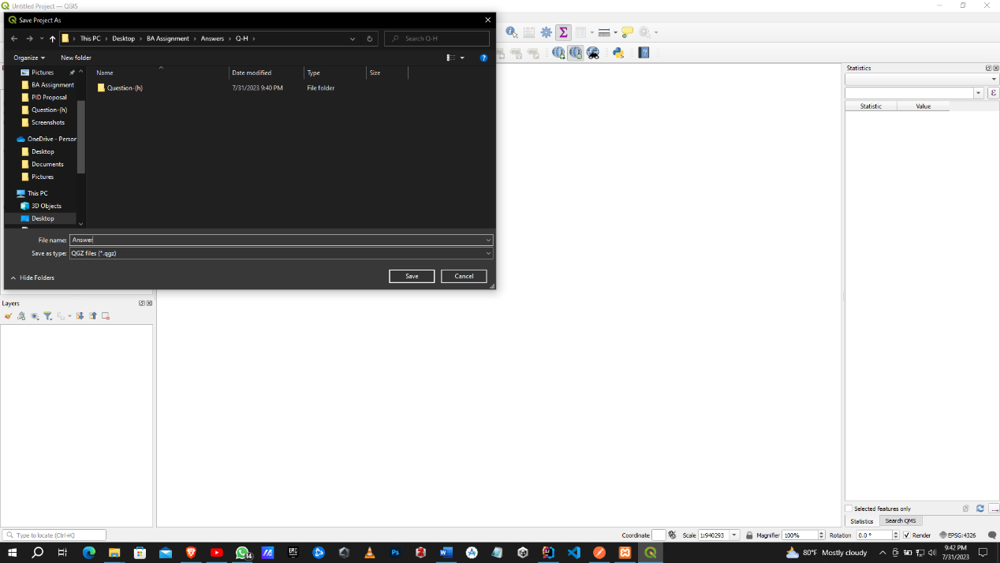 Untitled Project — QGIS
Save Project As
This PC > Desktop > BA Assignment > Answers > Q-H >
Search Q-H
Organize
New folder
Name
Date modified
Type
Size
Pictures
BA Assignment
PID Proposal
Question-(h)
Screenshots
OneDrive - Person
Desktop
Documents
Pictures
This PC
3D Objects
Desktop
Question-(h)
7/31/2023 9:40 PM
File folder
File name:
Answer
Save as type:
QGZ files (*.qgz)
Hide Folders
Save
Cancel
Layers
Statistics
Statistic
Value
Selected features only
Statistics
Search QMS
Type to locate (Ctrl+K)
Coordinate
Scale
1:940293
Magnifier
100%
Rotation
0.0 °
Render
EPSG:4326
14
EPIC GAMES
Ps
80°F Mostly cloudy
9:42 PM
7/31/2023